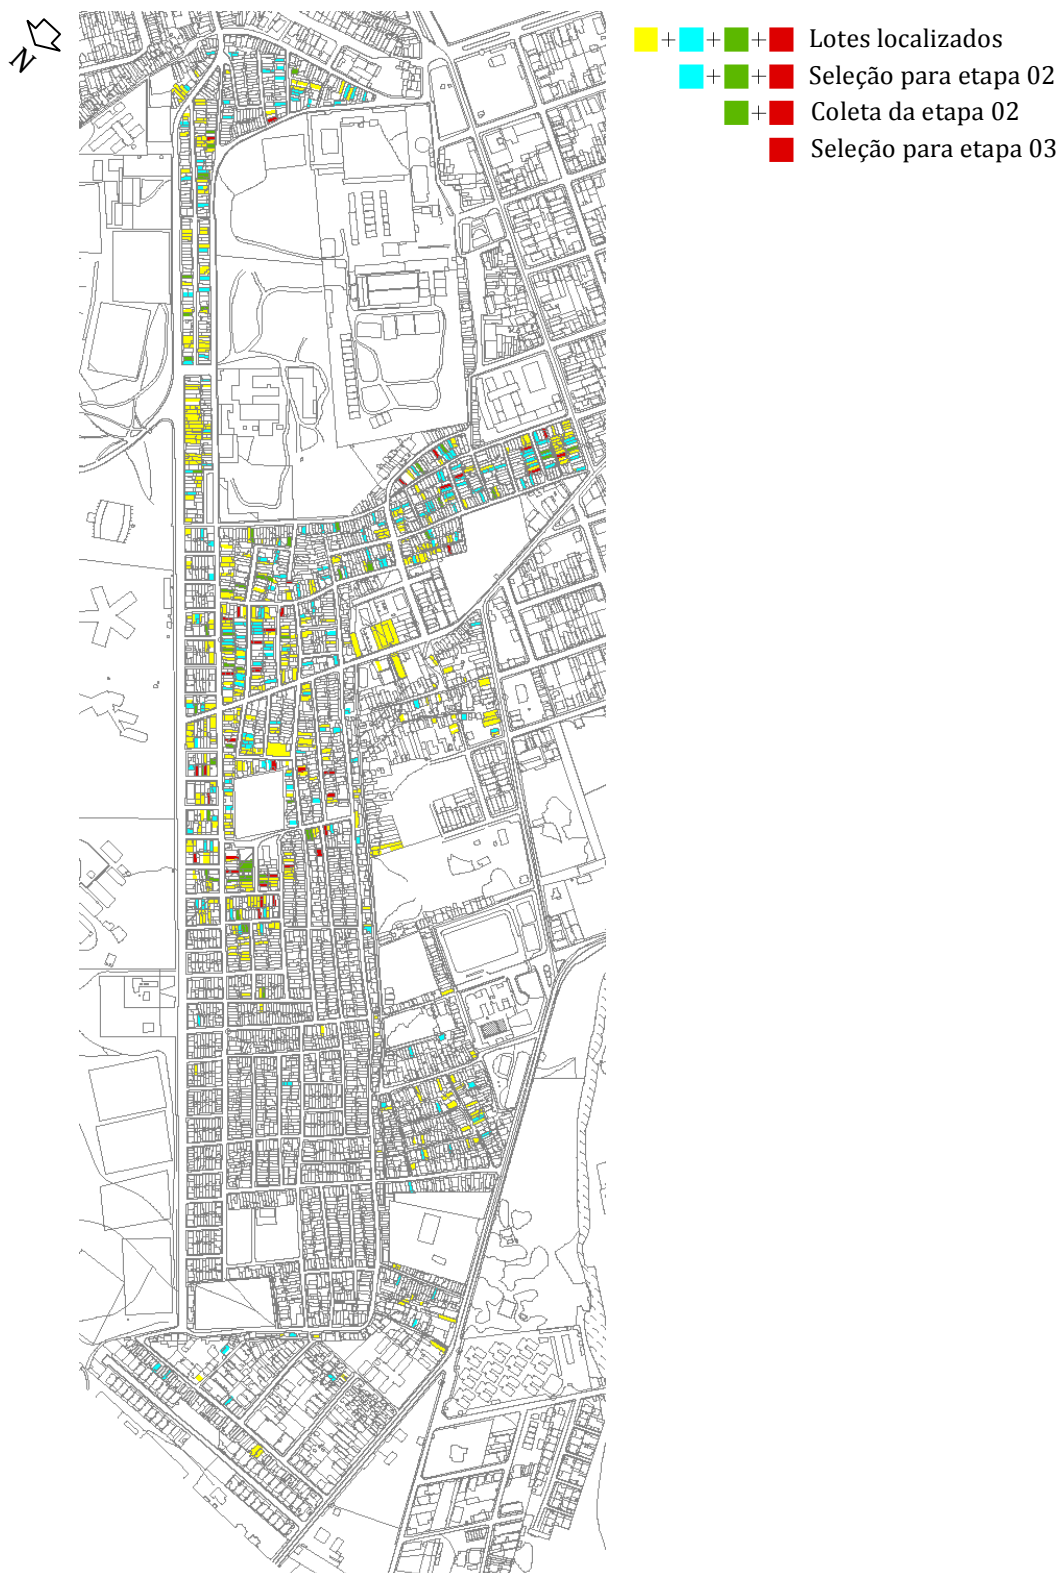 N
+ + + Lotes localizados
+ + Seleção para etapa 02
+ Coleta da etapa 02
Seleção para etapa 03